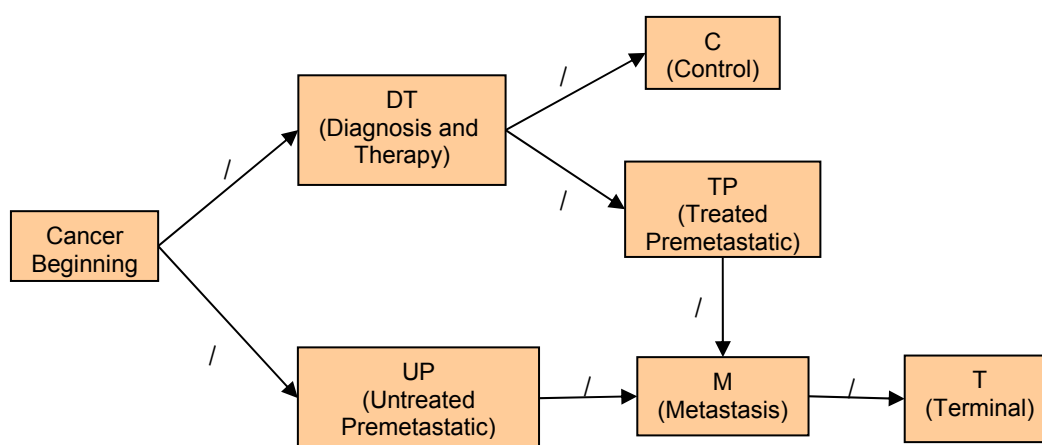 C
(Control)
/
DT
(Diagnosis and
Therapy)
/
/
TP
(Treated
Premetastatic)
Cancer
Beginning
/
/
UP
(Untreated
Premetastatic)
/
M
(Metastasis)
/
T
(Terminal)